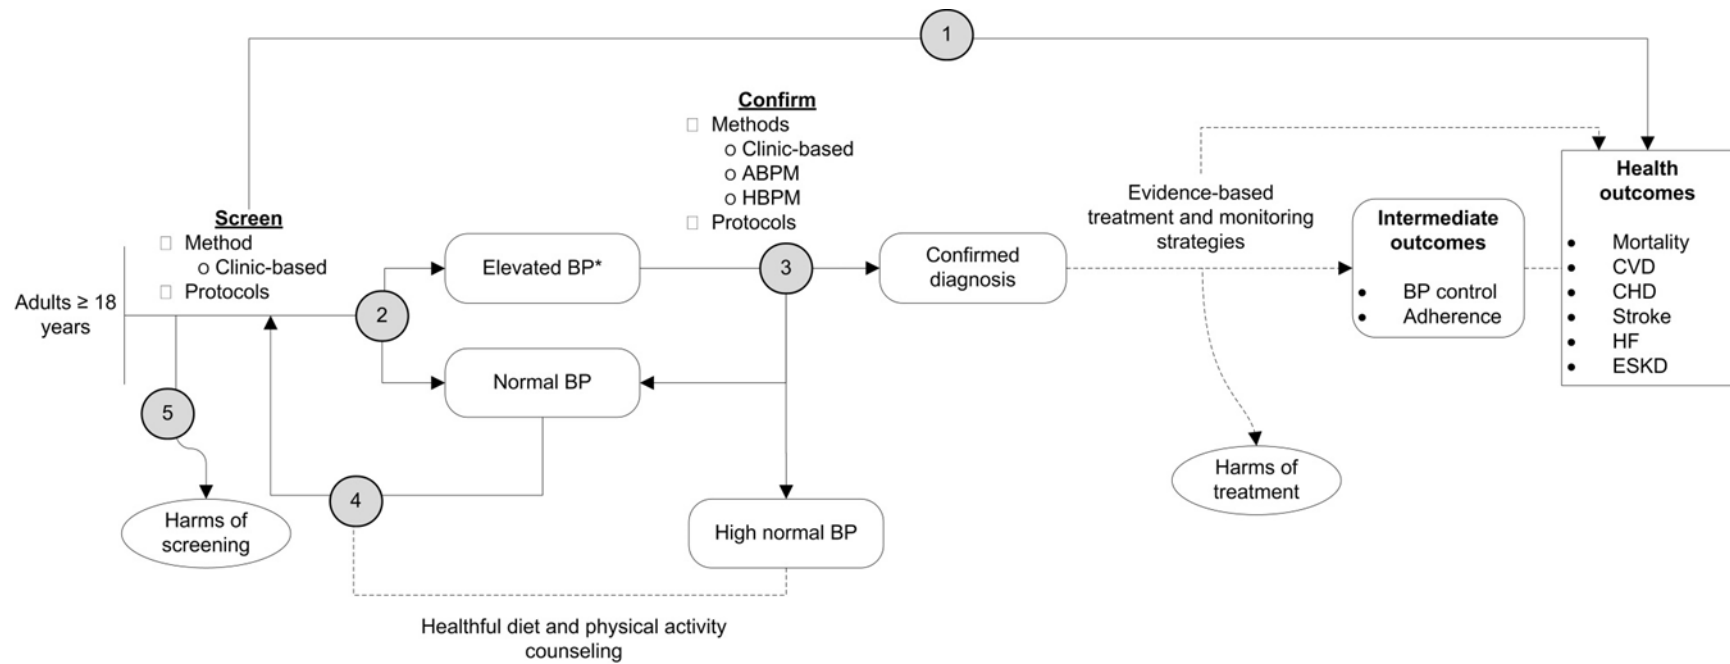 1
Confirm
Methods
o Clinic-based
o ABPM
o HBPM
Protocols
Screen
Method
o Clinic-based
Protocols
Adults ≥ 18
years
2
Elevated BP*
Normal BP
3
Confirmed
diagnosis
Evidence-based
treatment and monitoring
strategies
Intermediate
outcomes
• BP control
• Adherence
Health
outcomes
• Mortality
• CVD
• CHD
• Stroke
• HF
• ESKD
5
Harms of
screening
4
High normal BP
Harms of
treatment
Healthful diet and physical activity
counseling